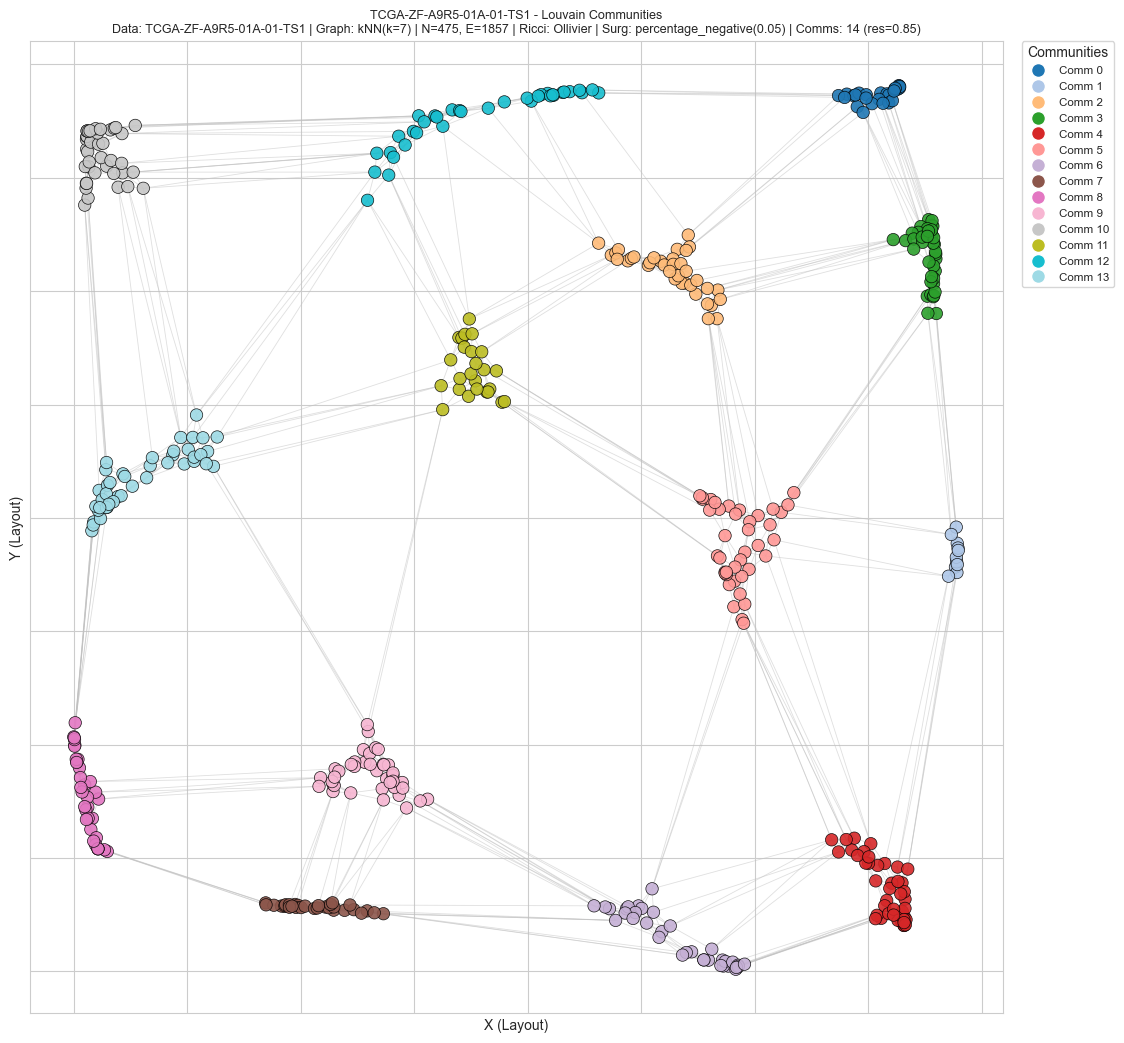 TCGA-ZF-A9R5-01A-01-TS1 - Louvain Communities
Data: TCGA-ZF-A9R5-01A-01-TS1 | Graph: kNN(k=7) | N=475, E=1857 | Ricci: Ollivier | Surg: percentage_negative(0.05) | Comms: 14 (res=0.85)
Communities
Comm 0
Comm 1
Comm 2
Comm 3
Comm 4
Comm 5
Comm 6
Comm 7
Comm 8
Comm 9
Comm 10
Comm 11
Comm 12
Comm 13
Y (Layout)
X (Layout)